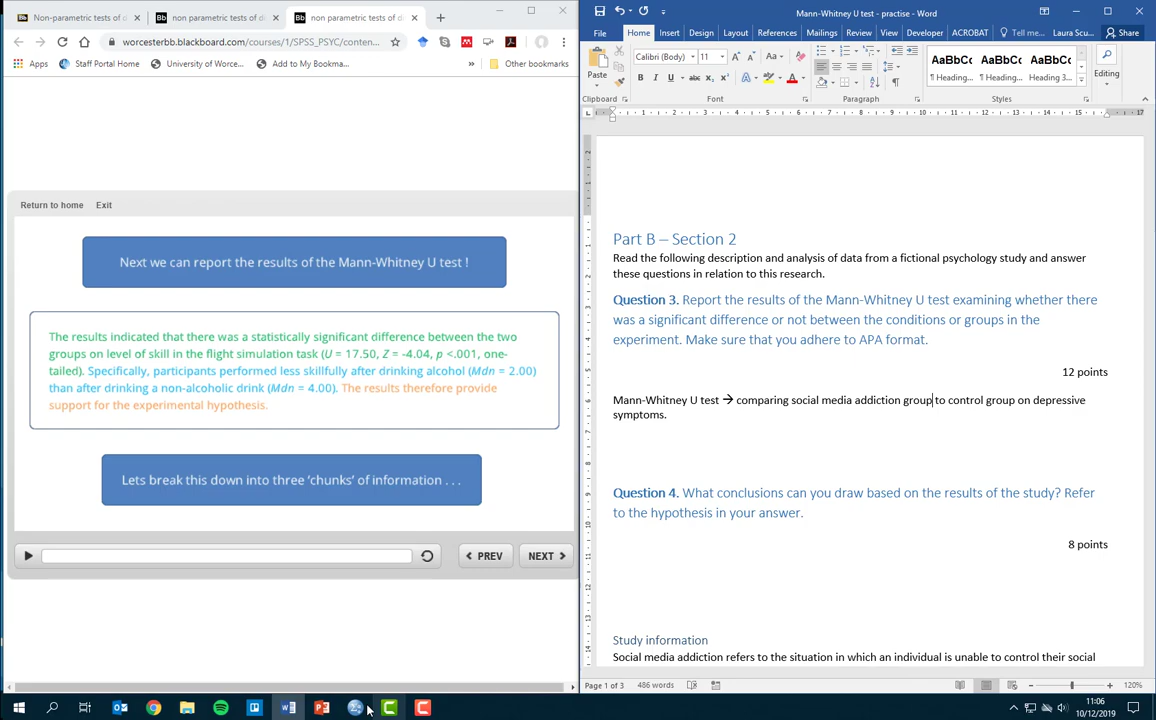 Non-parametric tests of di
non parametric tests of di
non parametric tests of di
worcesterbb.blackboard.com/courses/1/SPSS_PSYC/conten...
Apps
Staff Portal Home
University of Worce...
Add to My Bookma...
»
Other bookmarks
Return to home
Exit
Next we can report the results of the Mann-Whitney U test !
The results indicated that there was a statistically significant difference between the two
groups on level of skill in the flight simulation task (U = 17.50, Z = -4.04, p <.001, one-
tailed). Specifically, participants performed less skillfully after drinking alcohol (Mdn = 2.00)
than after drinking a non-alcoholic drink (Mdn = 4.00). The results therefore provide
support for the experimental hypothesis.
Lets break this down into three ‘chunks’ of information . . .
PREV
NEXT
Mann-Whitney U test - practise - Word
File
Home
Insert
Design
Layout
References
Mailings
Review
View
Developer
ACROBAT
Tell me...
Laura Scu...
Share
Paste
Calibri (Body)
11
AaBbCc
AaBbCc
AaBbCc
¶ Heading...
¶ Heading...
Heading 3...
Editing
Clipboard
Font
Paragraph
Styles
Part B – Section 2
Read the following description and analysis of data from a fictional psychology study and answer
these questions in relation to this research.
Question 3. Report the results of the Mann-Whitney U test examining whether there
was a significant difference or not between the conditions or groups in the
experiment. Make sure that you adhere to APA format.
12 points
Mann-Whitney U test → comparing social media addiction group to control group on depressive
symptoms.
Question 4. What conclusions can you draw based on the results of the study? Refer
to the hypothesis in your answer.
8 points
Study information
Social media addiction refers to the situation in which an individual is unable to control their social
Page 1 of 3
486 words
120%
11:06
10/12/2019